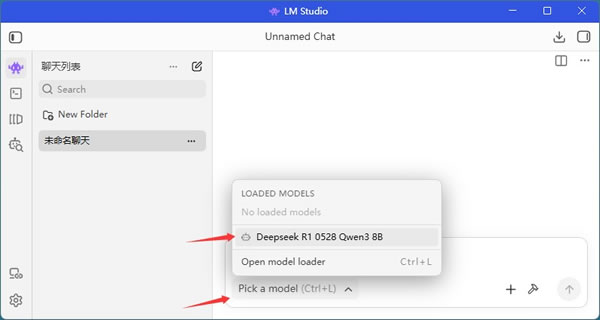 LM Studio
Unnamed Chat
聊天列表
Search
New Folder
未命名聊天
LOADED MODELS
No loaded models
Deepseek R1 0528 Qwen3 8B
Open model loader Ctrl+L
Pick a model (Ctrl+L)